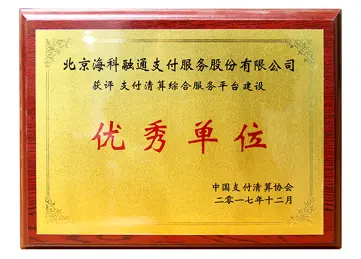 北京海科融通支付服务股份有限公司
获评 支付清算综合服务平台建设
优秀单位
中国支付清算协会
二零一七年十二月